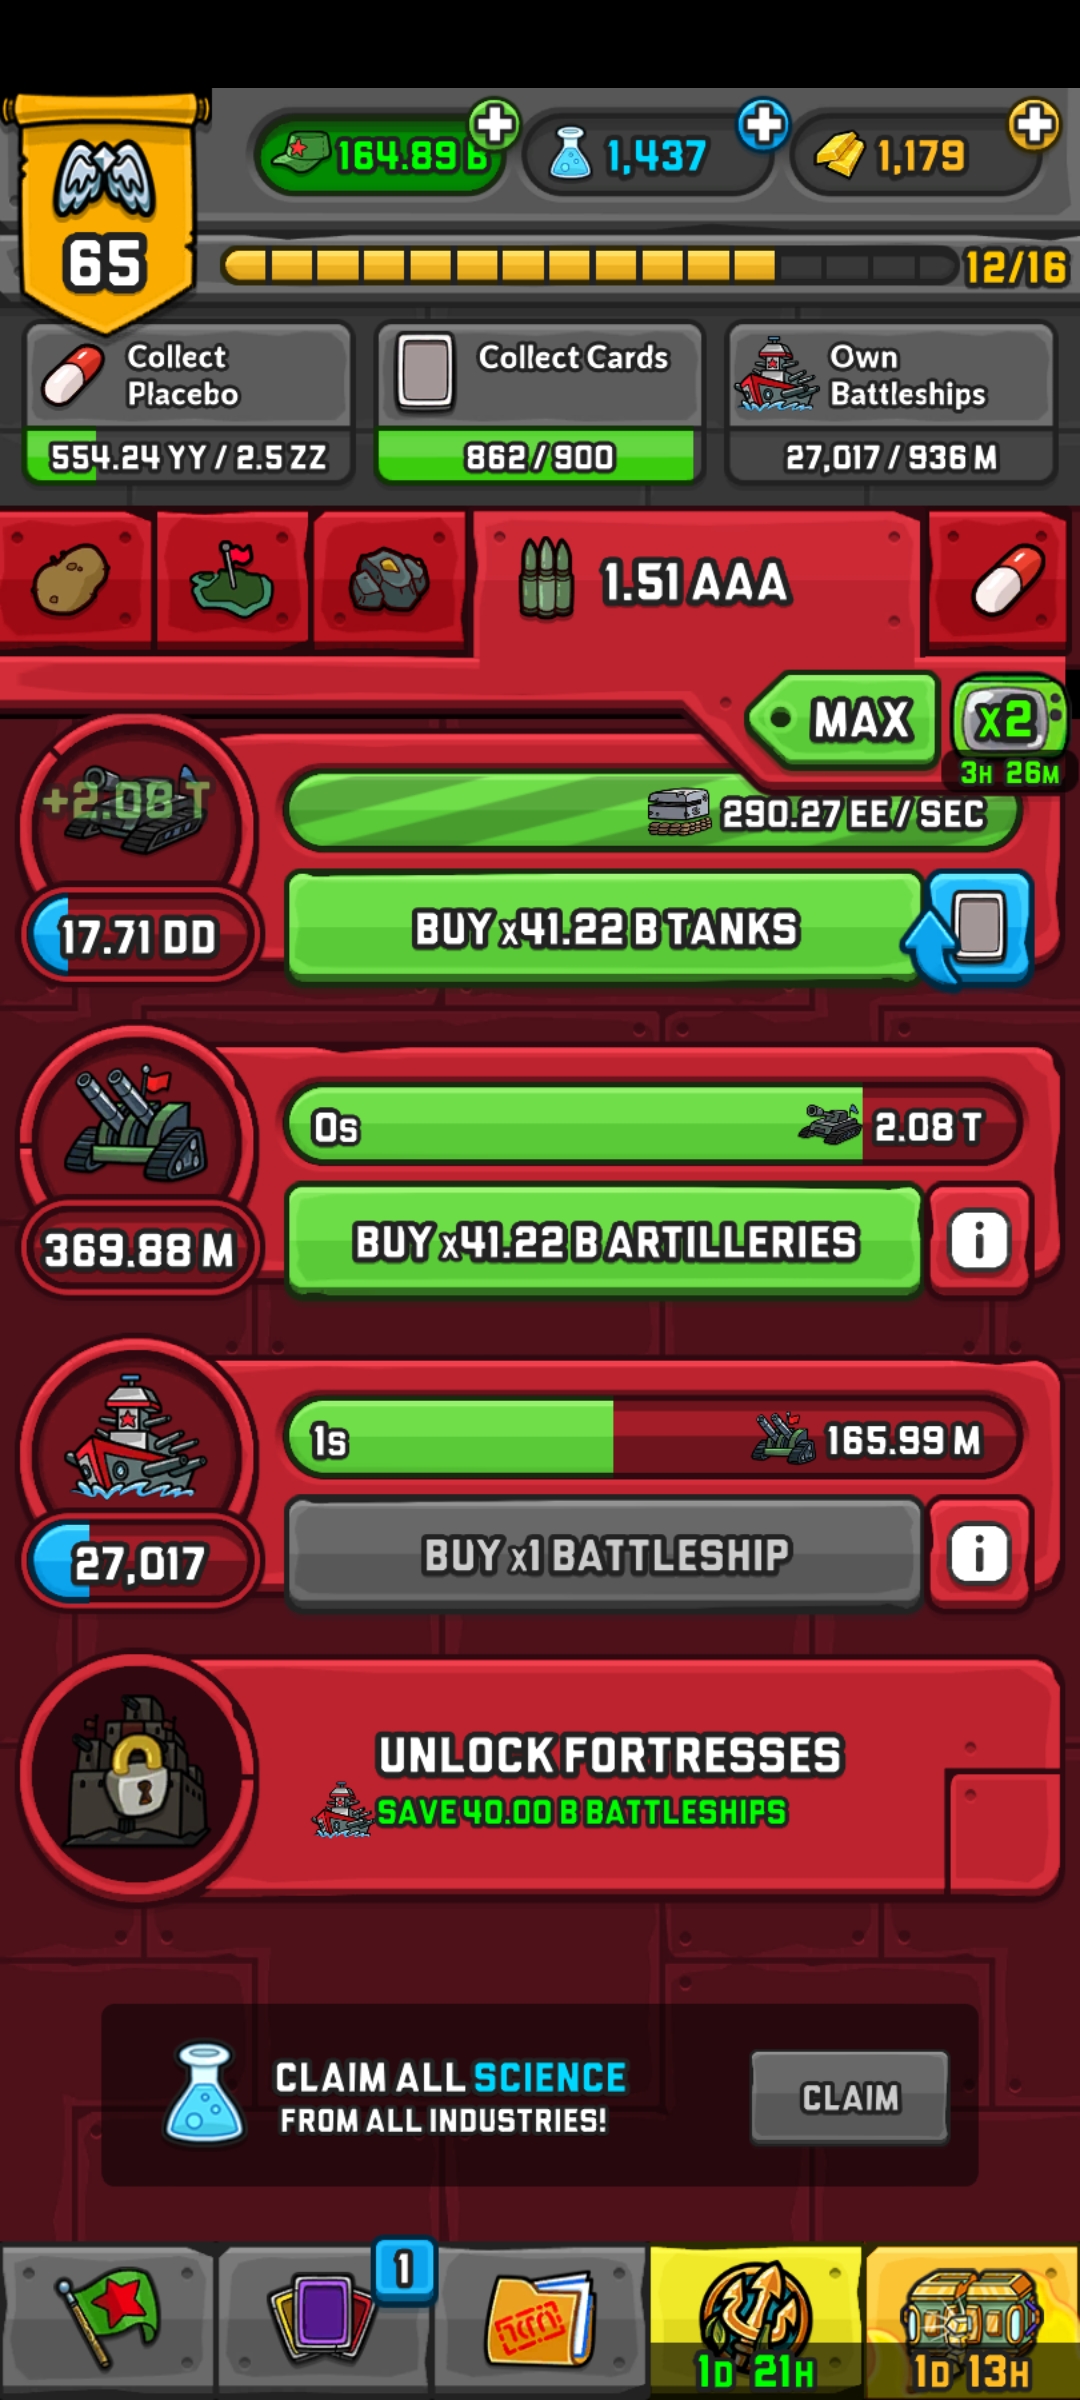 164.89 B
1,437
1,179
65
12/16
Collect Placebo
554.24 YY / 2.5 ZZ
Collect Cards
862/900
Own Battleships
27,017 / 936 M
1.51 AAA
MAX
x2
3H 26M
+2.08 T
290.27 EE / SEC
17.71 DD
BUY x41.22 B TANKS
0s
2.08 T
369.88 M
BUY x41.22 B ARTILLERIES
1s
165.99 M
27,017
BUY x1 BATTLESHIP
UNLOCK FORTRESSES
SAVE 40.00 B BATTLESHIPS
CLAIM ALL SCIENCE
FROM ALL INDUSTRIES!
CLAIM
1
1D 21H
1D 13H